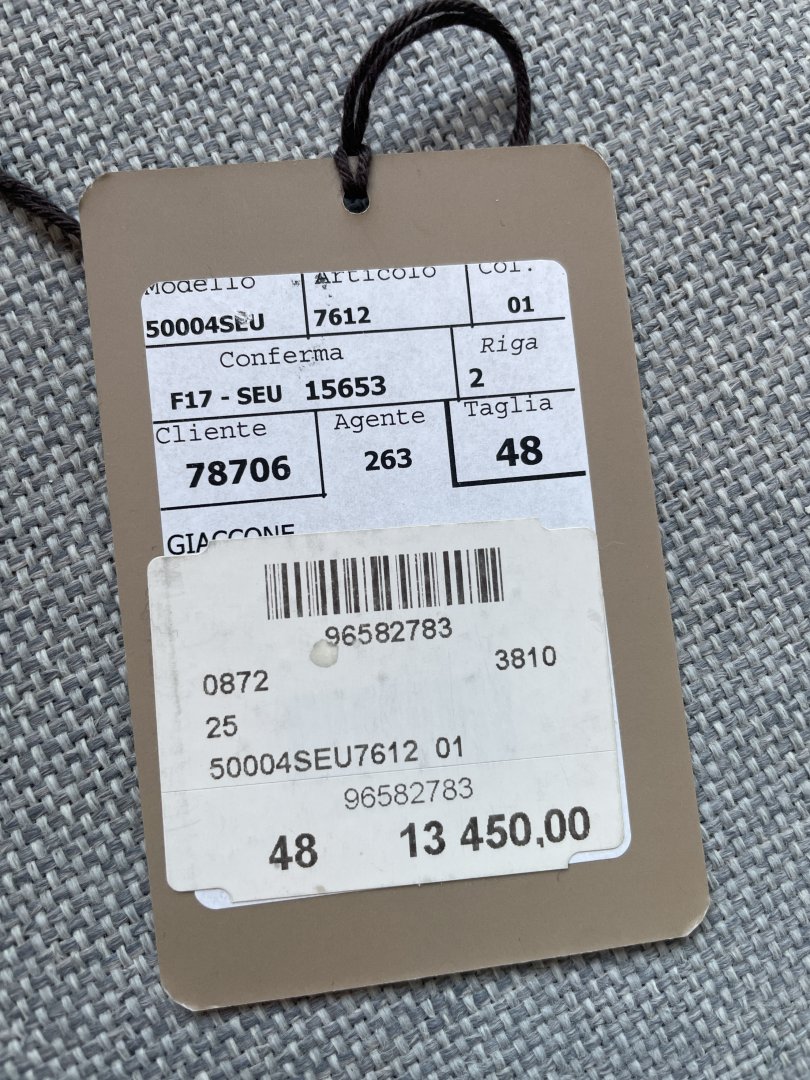 Modello Articolo Col.
50004SEU 7612 01
Conferma Riga
F17 - SEU 15653 2
Cliente Agente Taglia
78706 263 48
GIACCONE
96582783
0872 3810
25
50004SEU7612 01
96582783
48 13 450,00